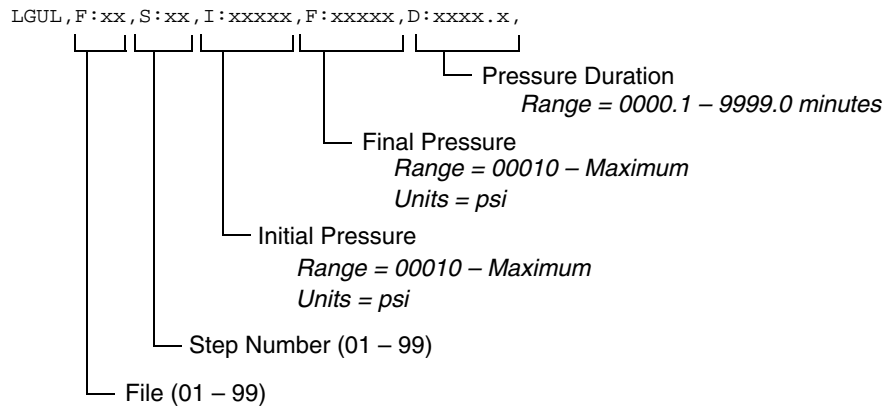 LGUL,F:xx,S:xx,I:xxxxx,F:xxxxx,D:xxxx.x,
Pressure Duration
Range = 0000.1 – 9999.0 minutes
Final Pressure
Range = 00010 – Maximum
Units = psi
Initial Pressure
Range = 00010 – Maximum
Units = psi
Step Number (01 – 99)
File (01 – 99)